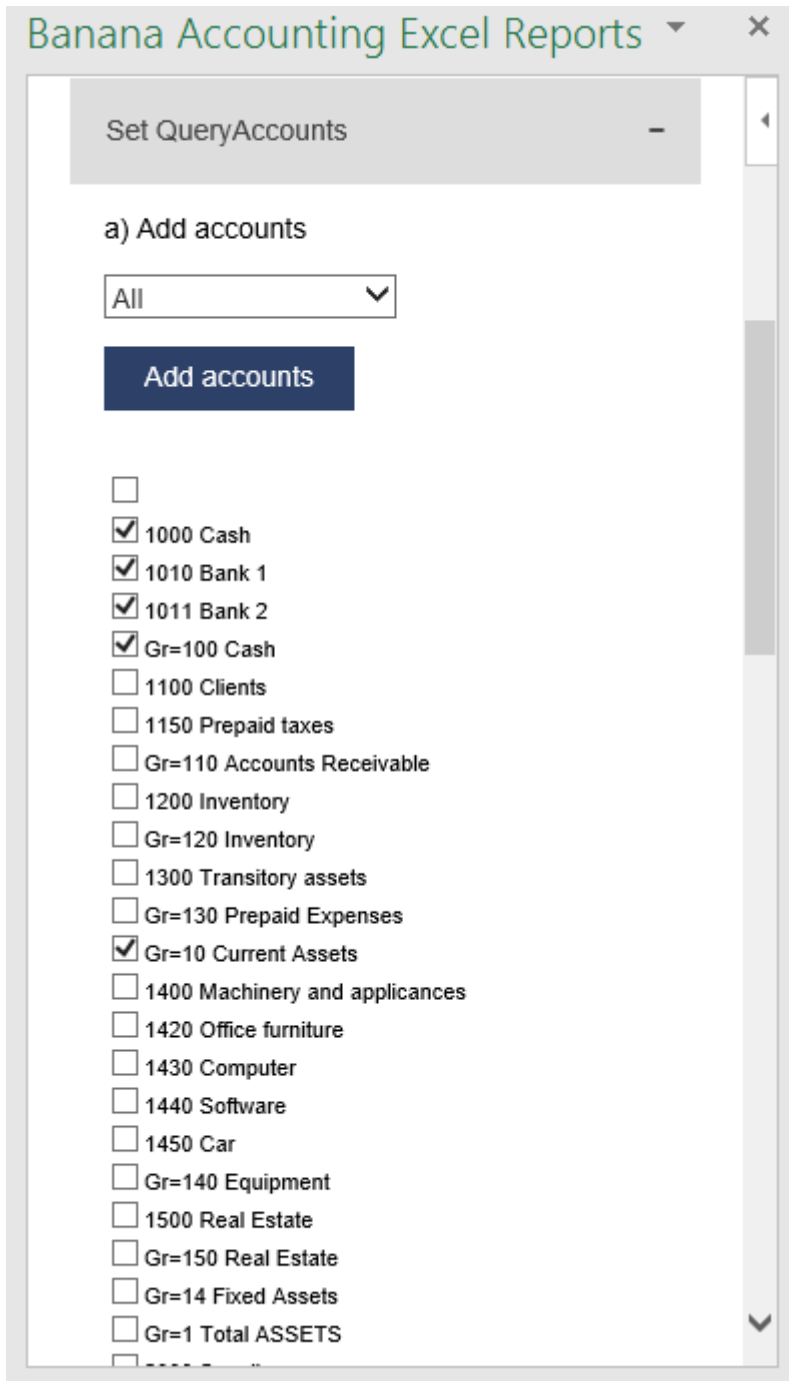 Banana Accounting Excel Reports
Set QueryAccounts
a) Add accounts
All
Add accounts
1000 Cash
1010 Bank 1
1011 Bank 2
Gr=100 Cash
1100 Clients
1150 Prepaid taxes
Gr=110 Accounts Receivable
1200 Inventory
Gr=120 Inventory
1300 Transitory assets
Gr=130 Prepaid Expenses
Gr=10 Current Assets
1400 Machinery and applicances
1420 Office furniture
1430 Computer
1440 Software
1450 Car
Gr=140 Equipment
1500 Real Estate
Gr=150 Real Estate
Gr=14 Fixed Assets
Gr=1 Total ASSETS